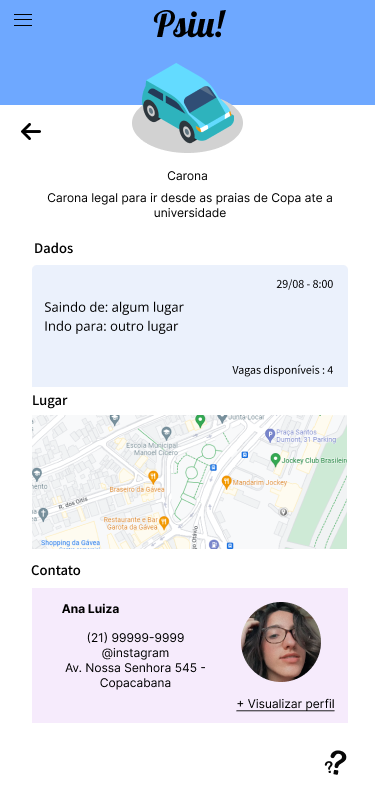 Psiu!
Carona
Carona legal para ir desde as praias de Copa ate a
universidade
Dados
29/08 - 8:00
Saindo de: algum lugar
Indo para: outro lugar
Vagas disponíveis : 4
Lugar
Junta Local
Praça Santos
Dumont, 31 Parking
Escola Municipal
Manoel Cícero
Jockey Club Brasileiro
Braseiro da Gávea
Mandarim Jockey
R. dos Oitis
Restaurante e Bar
Garota da Gávea
Shopping da Gávea
Contato
Ana Luiza
(21) 99999-9999
@instagram
Av. Nossa Senhora 545 -
Copacabana
+ Visualizar perfil
??